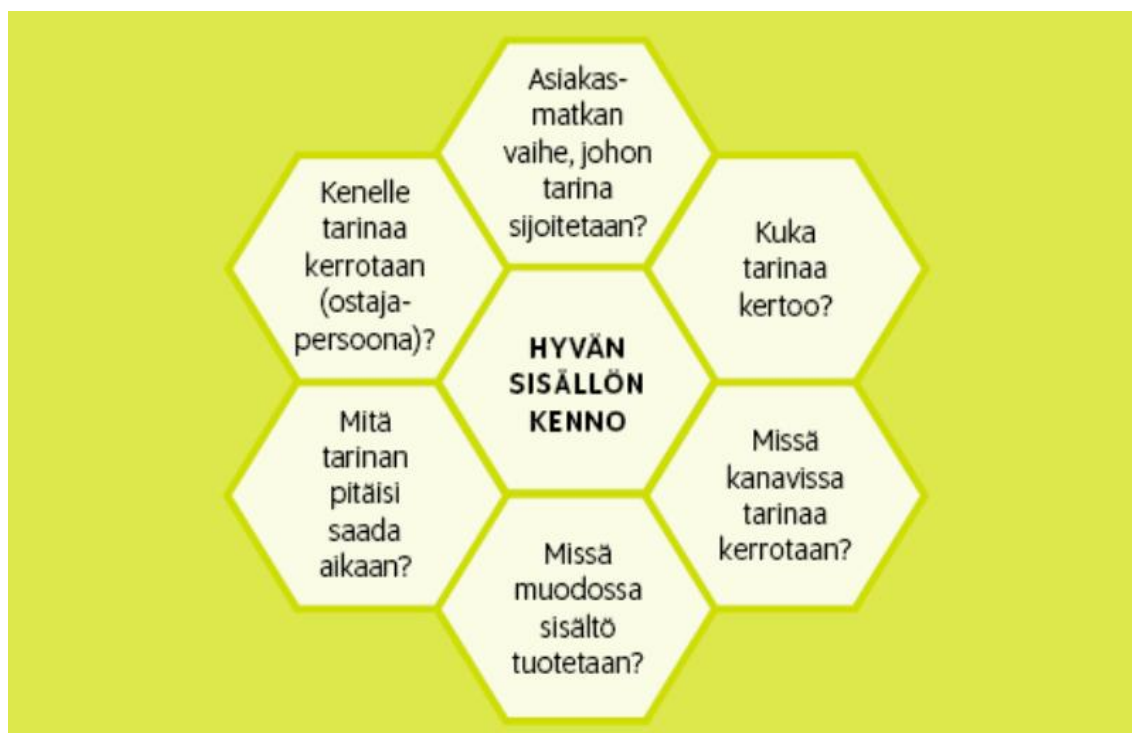 Asiakas-
matkan
vaihe, johon
tarina
sijoitetaan?
Kenelle
tarinaa
kerrotaan
(ostaja-
persoona)?
Kuka
tarinaa
kertoo?
HYVÄN
SISÄLLÖN
KENNO
Mitä
tarinan
pitäisi
saada
aikaan?
Missä
kanavissa
tarinaa
kerrotaan?
Missä
muodossa
sisältö
tuotetaan?